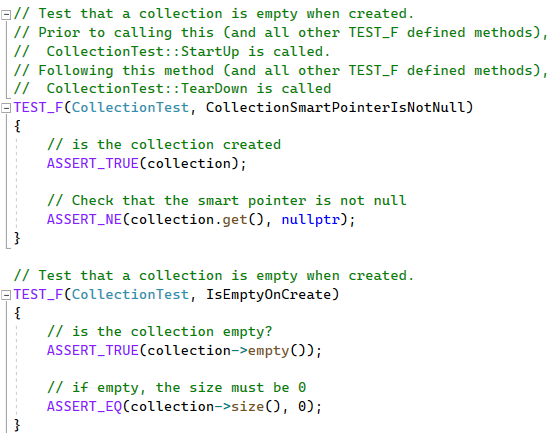 // Test that a collection is empty when created.
// Prior to calling this (and all other TEST_F defined methods),
//  CollectionTest::StartUp is called.
// Following this method (and all other TEST_F defined methods),
//  CollectionTest::TearDown is called
TEST_F(CollectionTest, CollectionSmartPointerIsNotNull)
{
    // is the collection created
    ASSERT_TRUE(collection);

    // Check that the smart pointer is not null
    ASSERT_NE(collection.get(), nullptr);
}

// Test that a collection is empty when created.
TEST_F(CollectionTest, IsEmptyOnCreate)
{
    // is the collection empty?
    ASSERT_TRUE(collection->empty());

    // if empty, the size must be 0
    ASSERT_EQ(collection->size(), 0);
}